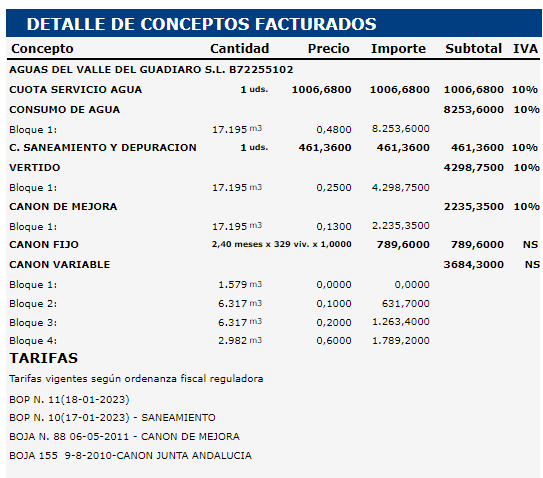 DETALLE DE CONCEPTOS FACTURADOS
Concepto Cantidad Precio Importe Subtotal IVA
AGUAS DEL VALLE DEL GUADIARO S.L. B72255102
CUOTA SERVICIO AGUA 1 uds. 1006,6800 1006,6800 1006,6800 10%
CONSUMO DE AGUA 8253,6000 10%
Bloque 1: 17.195 m3 0,4800 8.253,6000
C. SANEAMIENTO Y DEPURACION 1 uds. 461,3600 461,3600 461,3600 10%
VERTIDO 4298,7500 10%
Bloque 1: 17.195 m3 0,2500 4.298,7500
CANON DE MEJORA 2235,3500 10%
Bloque 1: 17.195 m3 0,1300 2.235,3500
CANON FIJO 2,40 meses x 329 viv. x 1,0000 789,6000 789,6000 NS
CANON VARIABLE 3684,3000 NS
Bloque 1: 1.579 m3 0,0000 0,0000
Bloque 2: 6.317 m3 0,1000 631,7000
Bloque 3: 6.317 m3 0,2000 1.263,4000
Bloque 4: 2.982 m3 0,6000 1.789,2000
TARIFAS
Tarifas vigentes según ordenanza fiscal reguladora
BOP N. 11(18-01-2023)
BOP N. 10(17-01-2023) - SANEAMIENTO
BOJA N. 88 06-05-2011 - CANON DE MEJORA
BOJA 155 9-8-2010-CANON JUNTA ANDALUCIA